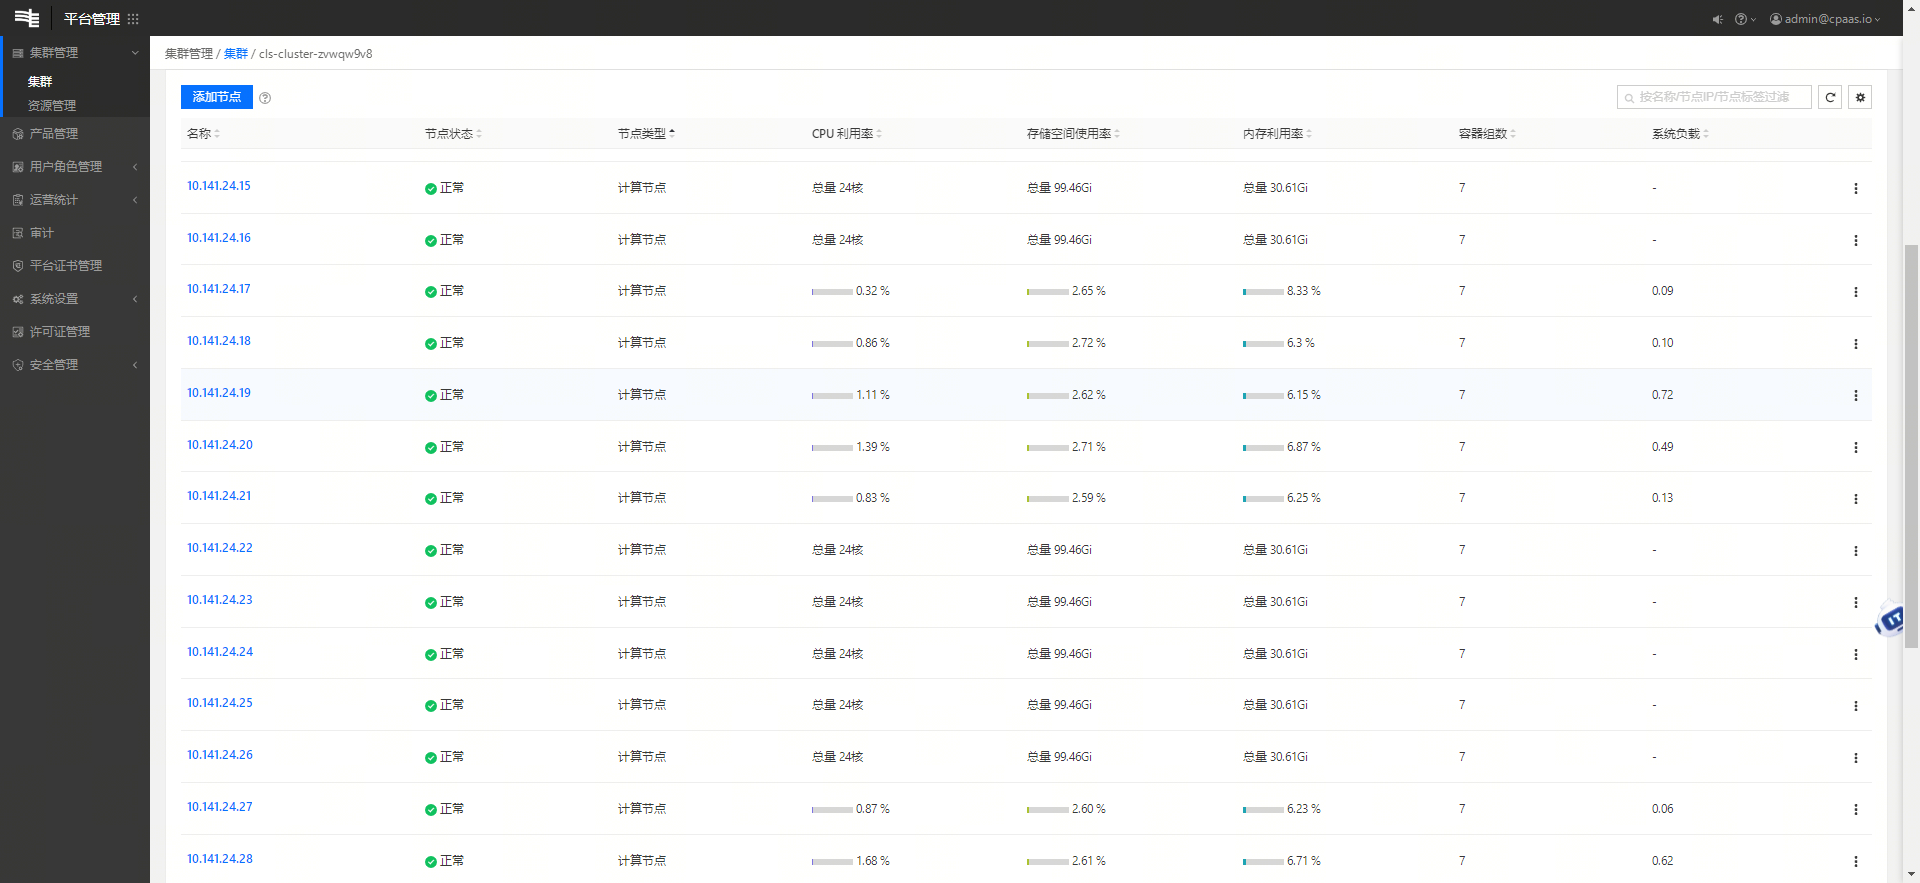 平台管理
admin@cpaas.io
集群管理
集群
资源管理
产品管理
用户角色管理
运营统计
审计
平台证书管理
系统设置
许可证管理
安全管理
集群管理 / 集群 / cls-cluster-zvwqw9v8
添加节点
按名称/节点IP/节点标签过滤
名称 节点状态 节点类型 CPU 利用率 存储空间使用率 内存利用率 容器组数 系统负载
10.141.24.15 正常 计算节点 总量 24核 总量 99.46Gi 总量 30.61Gi 7 -
10.141.24.16 正常 计算节点 总量 24核 总量 99.46Gi 总量 30.61Gi 7 -
10.141.24.17 正常 计算节点 0.32 % 2.65 % 8.33 % 7 0.09
10.141.24.18 正常 计算节点 0.86 % 2.72 % 6.3 % 7 0.10
10.141.24.19 正常 计算节点 1.11 % 2.62 % 6.15 % 7 0.72
10.141.24.20 正常 计算节点 1.39 % 2.71 % 6.87 % 7 0.49
10.141.24.21 正常 计算节点 0.83 % 2.59 % 6.25 % 7 0.13
10.141.24.22 正常 计算节点 总量 24核 总量 99.46Gi 总量 30.61Gi 7 -
10.141.24.23 正常 计算节点 总量 24核 总量 99.46Gi 总量 30.61Gi 7 -
10.141.24.24 正常 计算节点 总量 24核 总量 99.46Gi 总量 30.61Gi 7 -
10.141.24.25 正常 计算节点 总量 24核 总量 99.46Gi 总量 30.61Gi 7 -
10.141.24.26 正常 计算节点 总量 24核 总量 99.46Gi 总量 30.61Gi 7 -
10.141.24.27 正常 计算节点 0.87 % 2.60 % 6.23 % 7 0.06
10.141.24.28 正常 计算节点 1.68 % 2.61 % 6.71 % 7 0.62
IT